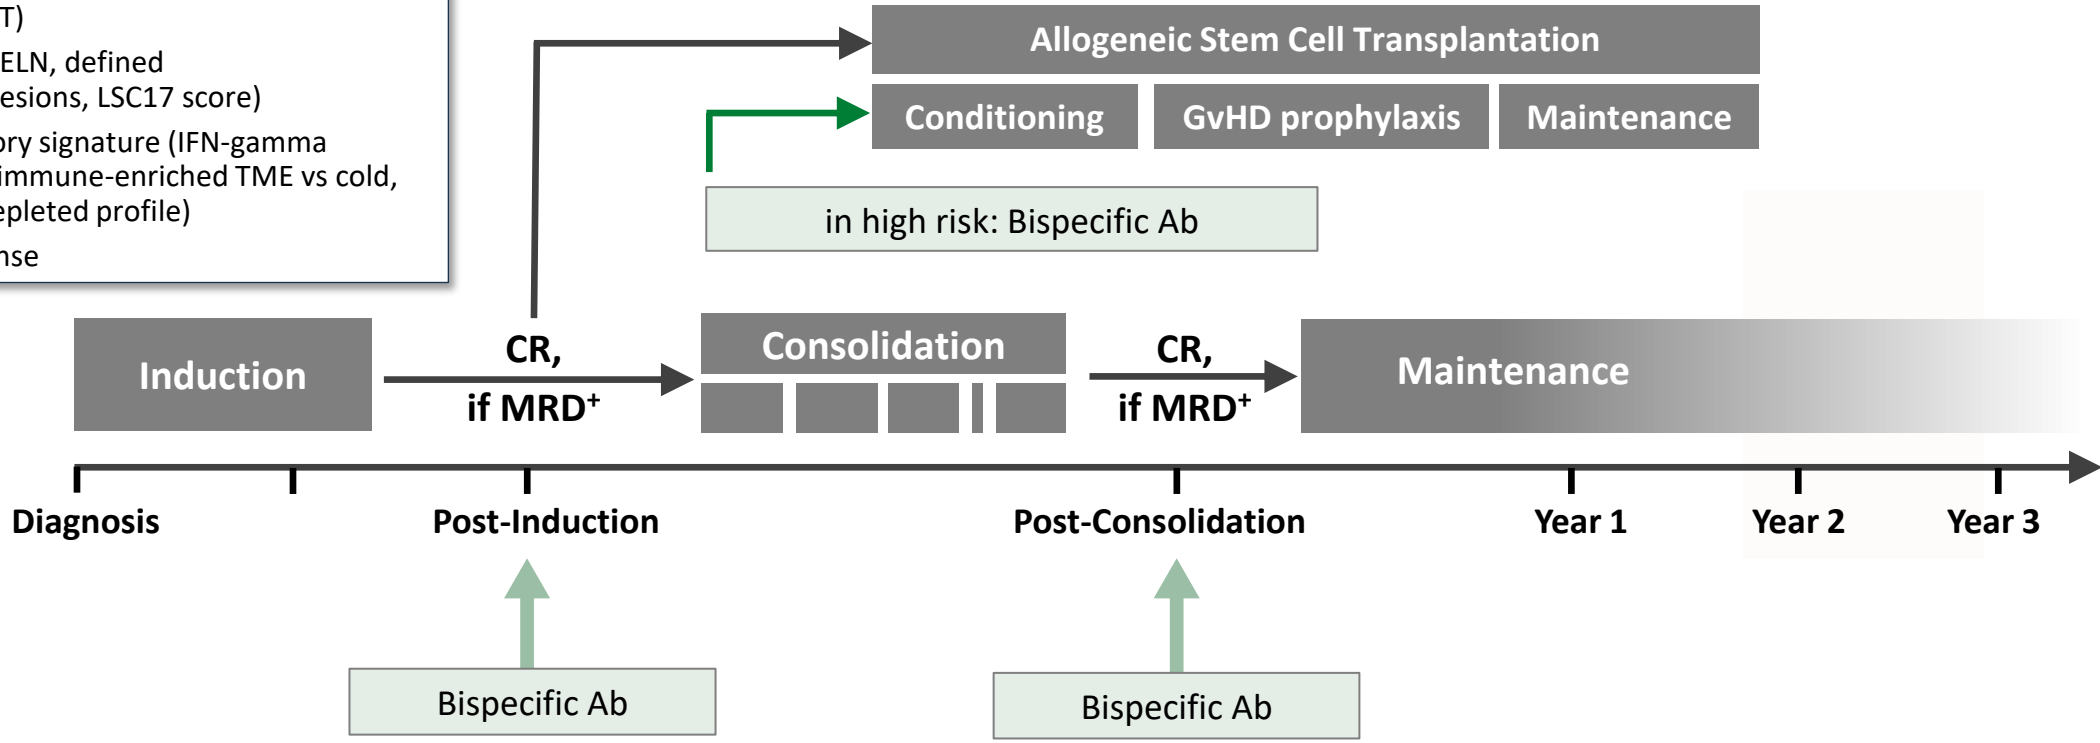 T)
ELN, defined
esions, LSC17 score)
ory signature (IFN-gamma
immune-enriched TME vs cold,
epleted profile)
nse
Allogeneic Stem Cell Transplantation
Conditioning
GvHD prophylaxis
Maintenance
in high risk: Bispecific Ab
Induction
CR,
if MRD⁺
Consolidation
CR,
if MRD⁺
Maintenance
Diagnosis
Post-Induction
Post-Consolidation
Year 1
Year 2
Year 3
Bispecific Ab
Bispecific Ab